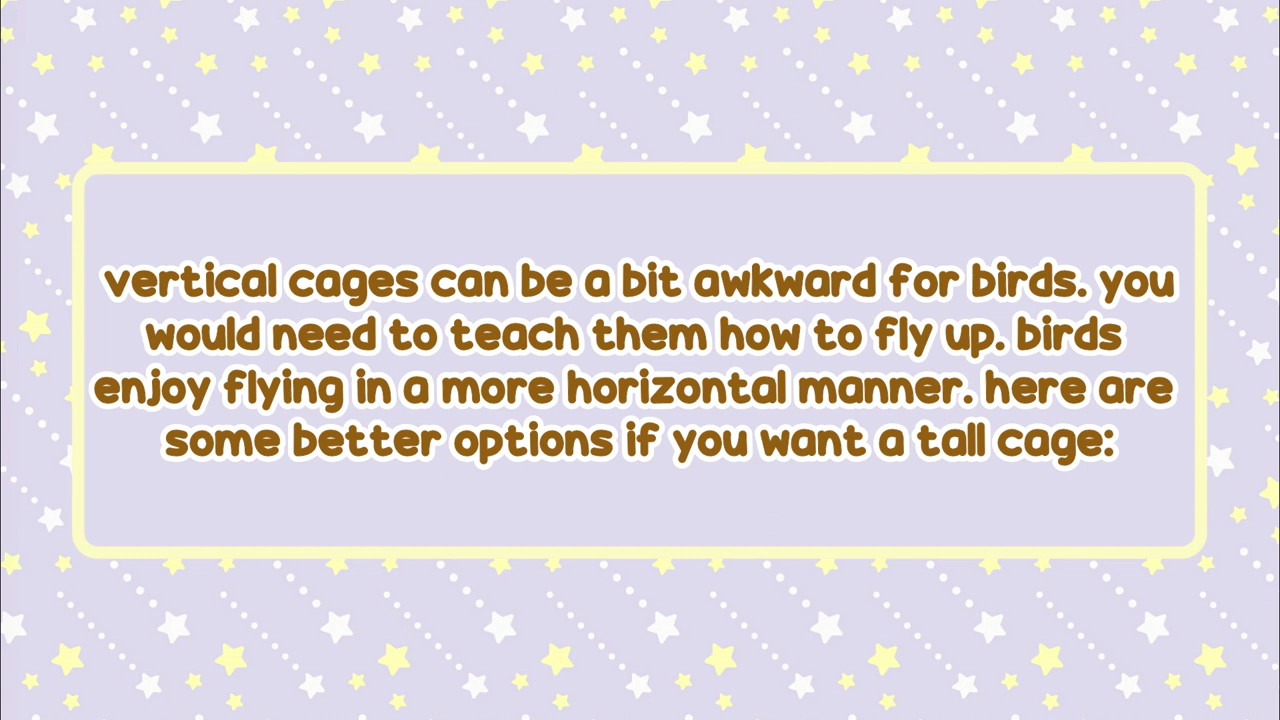 vertical cages can be a bit awkward for birds. you
would need to teach them how to fly up. birds
enjoy flying in a more horizontal manner. here are
some better options if you want a tall cage: